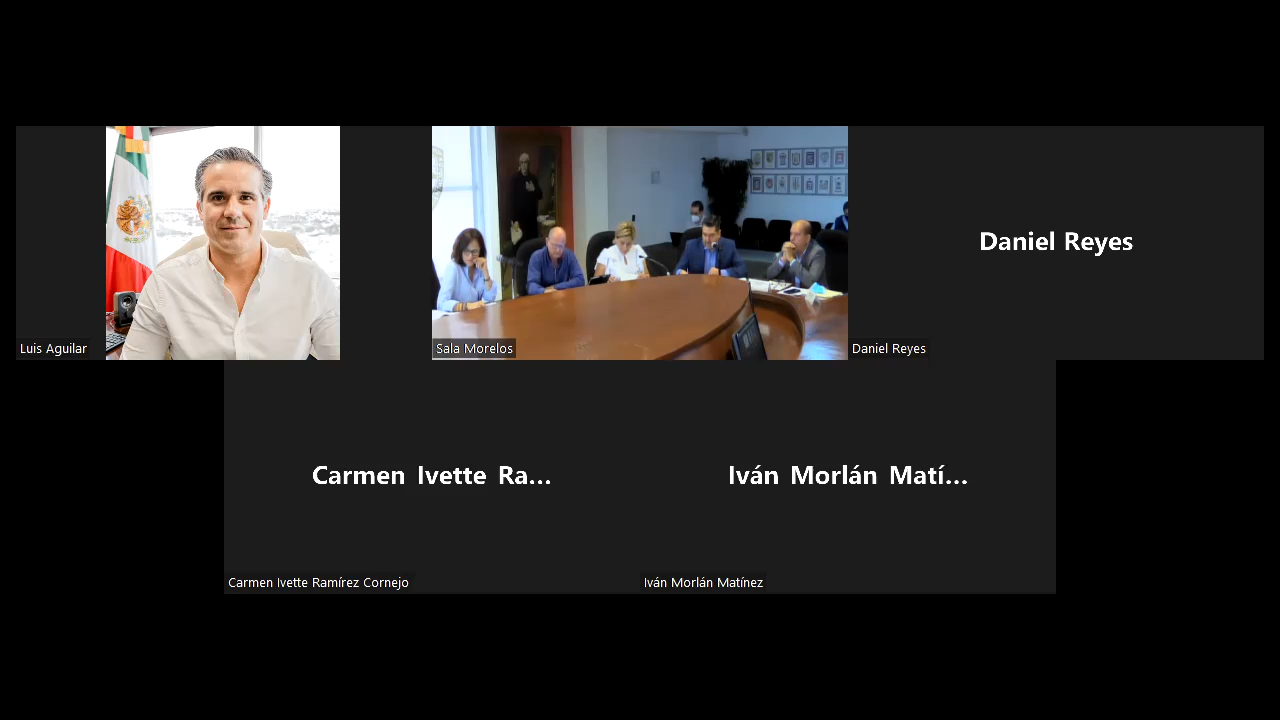 Luis Aguilar
Sala Morelos
Daniel Reyes
Daniel Reyes
Carmen Ivette Ra...
Iván Morlán Matí...
Carmen Ivette Ramírez Cornejo
Iván Morlán Matínez